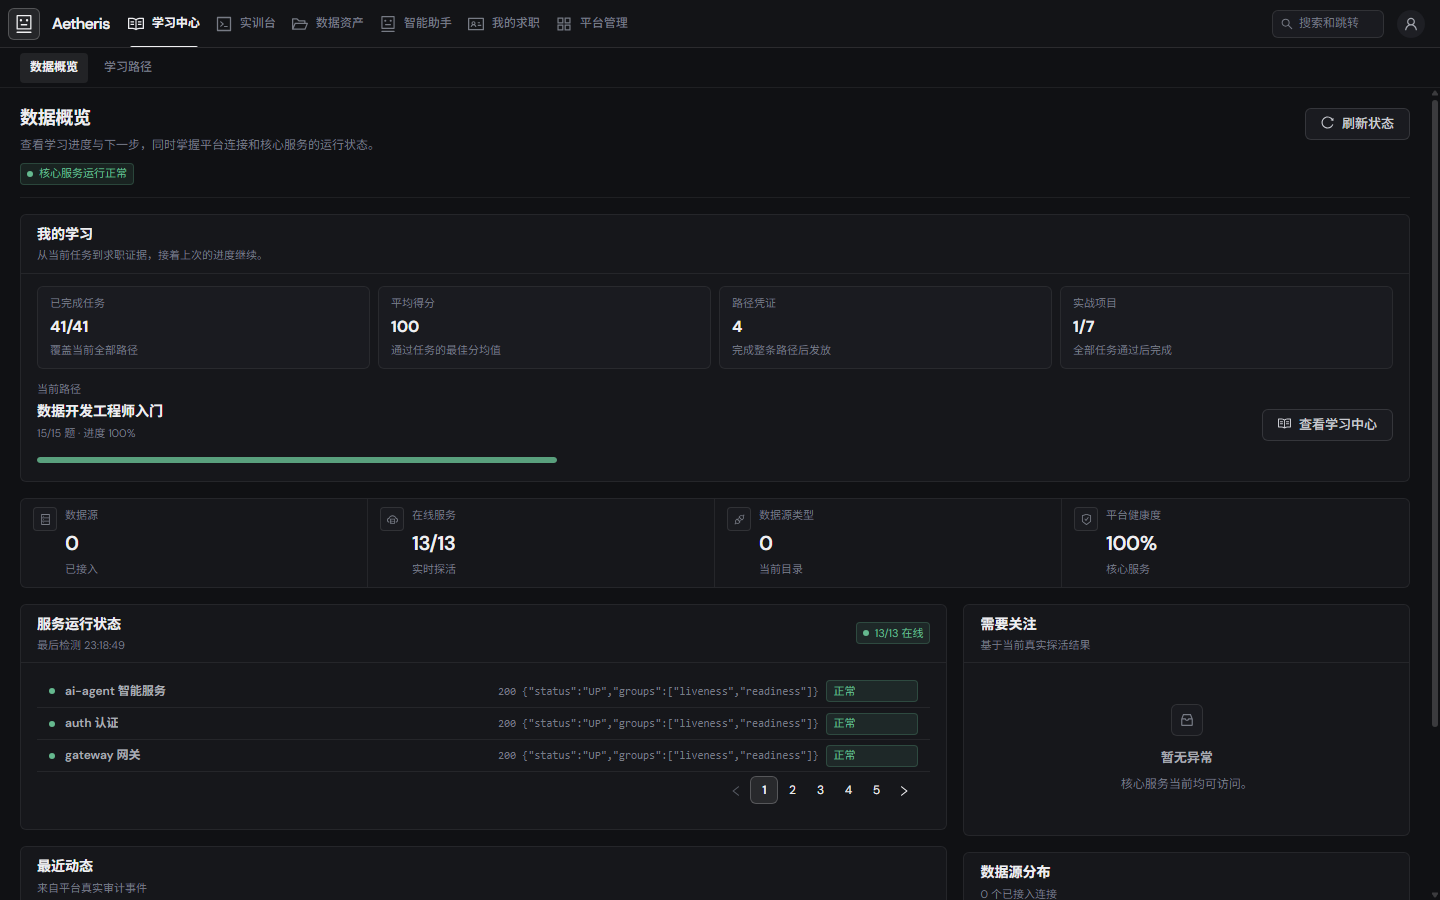 Aetheris 学习中心 实训台 数据资产 智能助手 我的求职 平台管理 搜索和跳转
数据概览 学习路径
数据概览
查看学习进度与下一步，同时掌握平台连接和核心服务的运行状态。
刷新状态
核心服务运行正常
我的学习
从当前任务到求职证据，接着上次的进度继续。
已完成任务 平均得分 路径凭证 实战项目
41/41 100 4 1/7
覆盖当前全部路径 通过任务的最佳分均值 完成整条路径后发放 全部任务通过后完成
当前路径
数据开发工程师入门
15/15 题 · 进度 100%
查看学习中心
数据源 在线服务 数据源类型 平台健康度
0 13/13 0 100%
已接入 实时探活 当前目录 核心服务
服务运行状态
最后检测 23:18:49
13/13 在线
ai-agent 智能服务 200 {"status":"UP","groups":["liveness","readiness"]} 正常
auth 认证 200 {"status":"UP","groups":["liveness","readiness"]} 正常
gateway 网关 200 {"status":"UP","groups":["liveness","readiness"]} 正常
1 2 3 4 5
需要关注
基于当前真实探活结果
暂无异常
核心服务当前均可访问。
最近动态
来自平台真实审计事件
数据源分布
0 个已接入连接